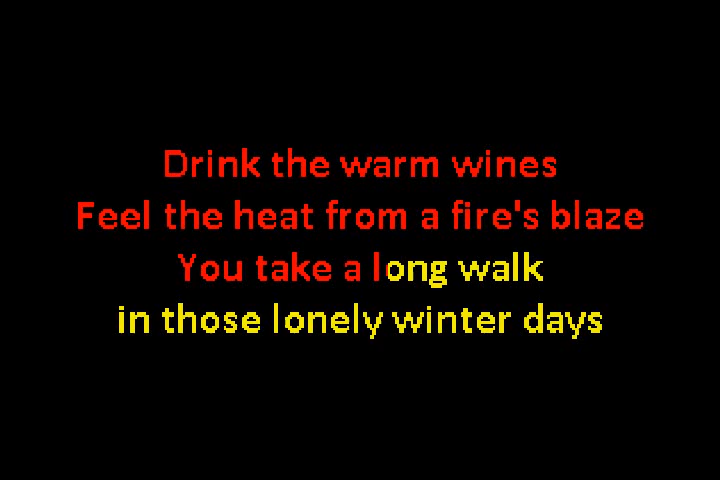 Drink the warm wines
Feel the heat from a fire's blaze
You take a long walk
in those lonely winter days